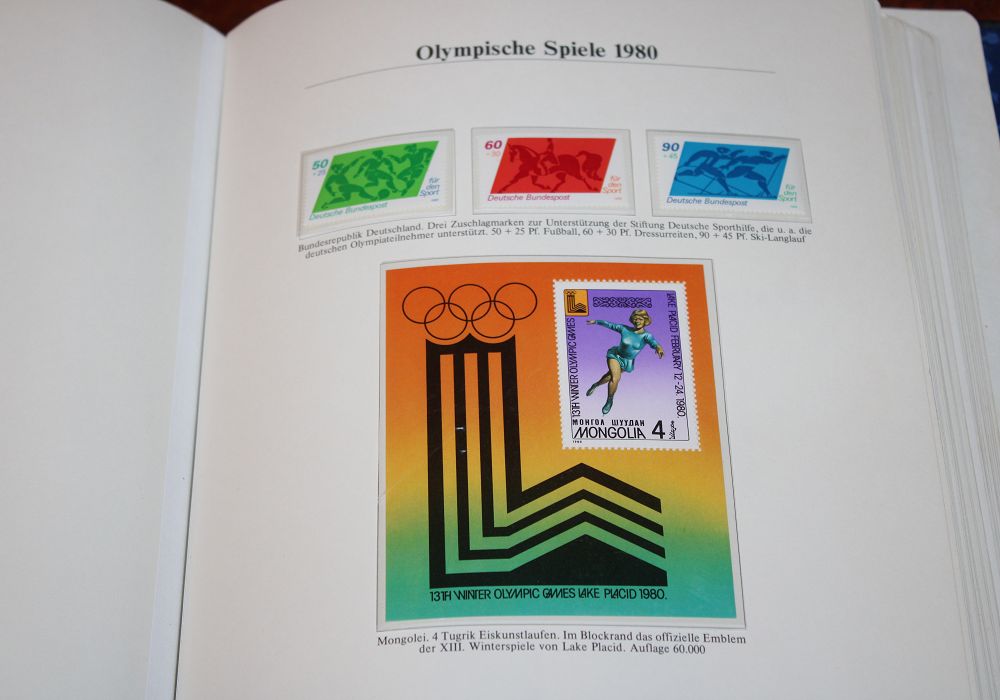 Olympische Spiele 1980
50
+25
für
den
Sport
Deutsche Bundespost
60
+30
für
den
Sport
Deutsche Bundespost
90
+45
für
den
Sport
Deutsche Bundespost
Bundesrepublik Deutschland. Drei Zuschlagmarken zur Unterstützung der Stiftung Deutsche Sporthilfe, die u. a. die
deutschen Olympiateilnehmer unterstützt. 50 + 25 Pf. Fußball, 60 + 30 Pf. Dressurreiten, 90 + 45 Pf. Ski-Langlauf
13TH WINTER OLYMPIC GAMES
LAKE PLACID FEBRUARY 12-24. 1980.
МОНГОЛ ШУУДАН
MONGOLIA 4
13TH WINTER OLYMPIC GAMES LAKE PLACID 1980.
Mongolei. 4 Tugrik Eiskunstlaufen. Im Blockrand das offizielle Emblem
der XIII. Winterspiele von Lake Placid. Auflage 60.000